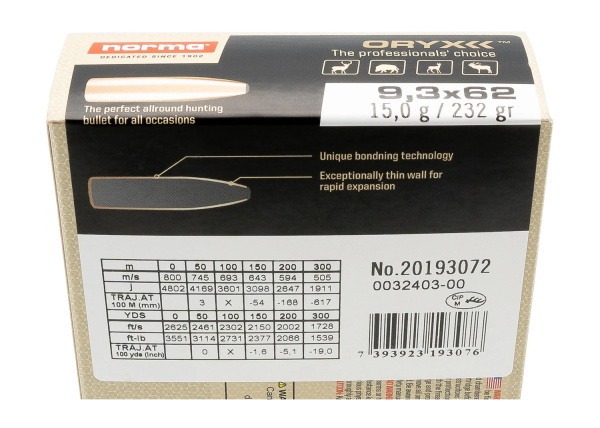 norma
DEDICATED SINCE 1902
ORYX™
The professionals' choice
9,3x62
15,0 g / 232 gr
The perfect allround hunting
bullet for all occasions
Unique bondning technology
Exceptionally thin wall for
rapid expansion
m 0 50 100 150 200 300
m/s 800 745 693 643 594 505
j 4802 4169 3601 3098 2647 1911
TRAJ.AT
100 M (mm) 3 X -54 -168 -617
YDS 0 50 100 150 200 300
ft/s 2625 2461 2302 2150 2002 1728
ft-lb 3551 3114 2731 2377 2066 1539
TRAJ.AT
100 yds (inch) 0 X -1,6 -5,1 -19,0
No.20193072
0032403-00
CIP
M
7 393923 193076